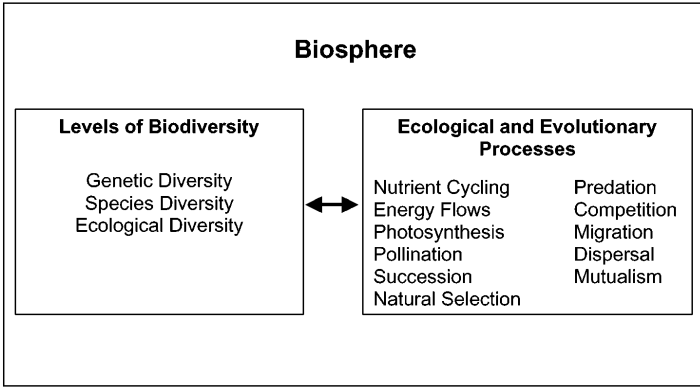 Biosphere
Levels of Biodiversity
Genetic Diversity
Species Diversity
Ecological Diversity
Ecological and Evolutionary
Processes
Nutrient Cycling
Energy Flows
Photosynthesis
Pollination
Succession
Natural Selection
Predation
Competition
Migration
Dispersal
Mutualism